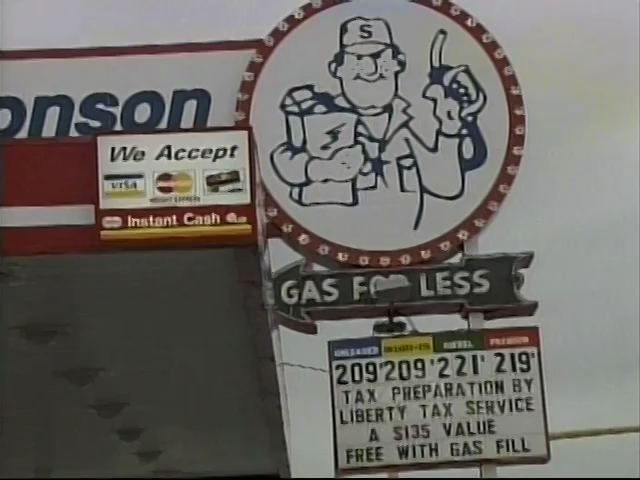 onson
We Accept
VISA
Instant Cash
S
GAS FOR LESS
UNLEADED DIESEL PREMIUM
209' 209' 221' 219'
TAX PREPARATION BY
LIBERTY TAX SERVICE
A $135 VALUE
FREE WITH GAS FILL